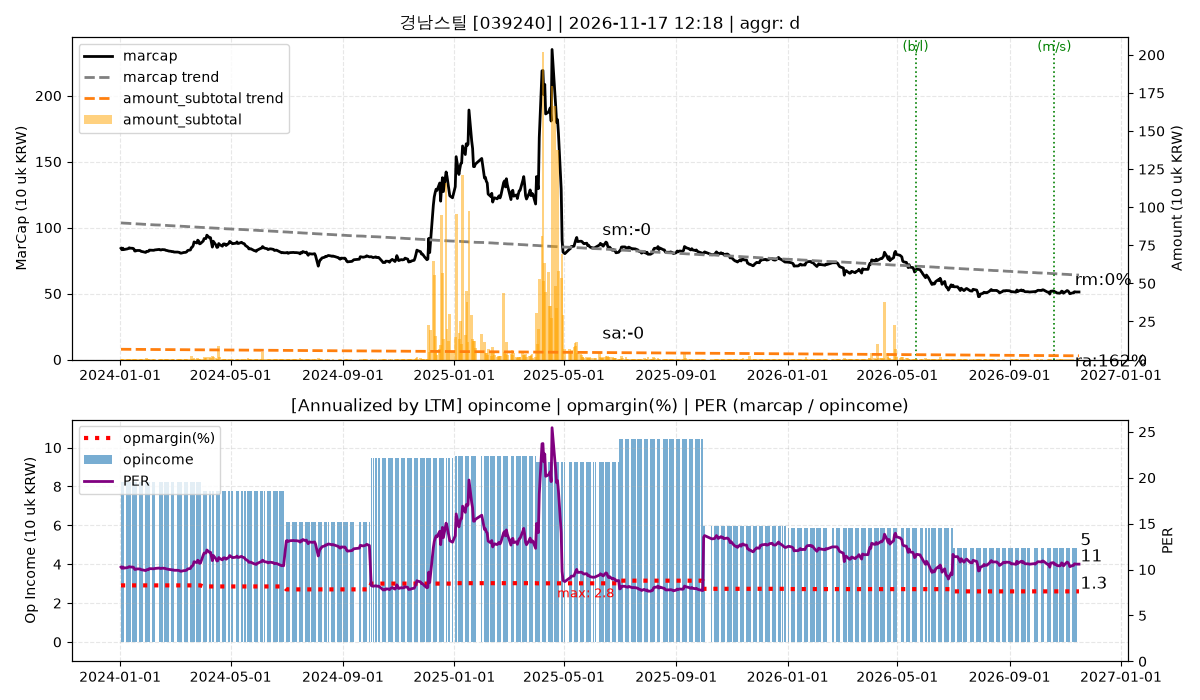 경남스틸 [039240] | 2026-11-17 12:18 | aggr: d
(b/l)
(m/s)
marcap
marcap trend
amount_subtotal trend
amount_subtotal
MarCap (10 uk KRW)
Amount (10 uk KRW)
200
150
100
50
0
200
175
150
125
100
75
50
25
0
sm:-0
rm:0%
sa:-0
ra:162%
2024-01-01 2024-05-01 2024-09-01 2025-01-01 2025-05-01 2025-09-01 2026-01-01 2026-05-01 2026-09-01 2027-01-01
[Annualized by LTM] opincome | opmargin(%) | PER (marcap / opincome)
opmargin(%)
opincome
PER
Op Income (10 uk KRW)
PER
10
8
6
4
2
0
25
20
15
10
5
0
5
11
1.3
max: 2.8
2024-01-01 2024-05-01 2024-09-01 2025-01-01 2025-05-01 2025-09-01 2026-01-01 2026-05-01 2026-09-01 2027-01-01